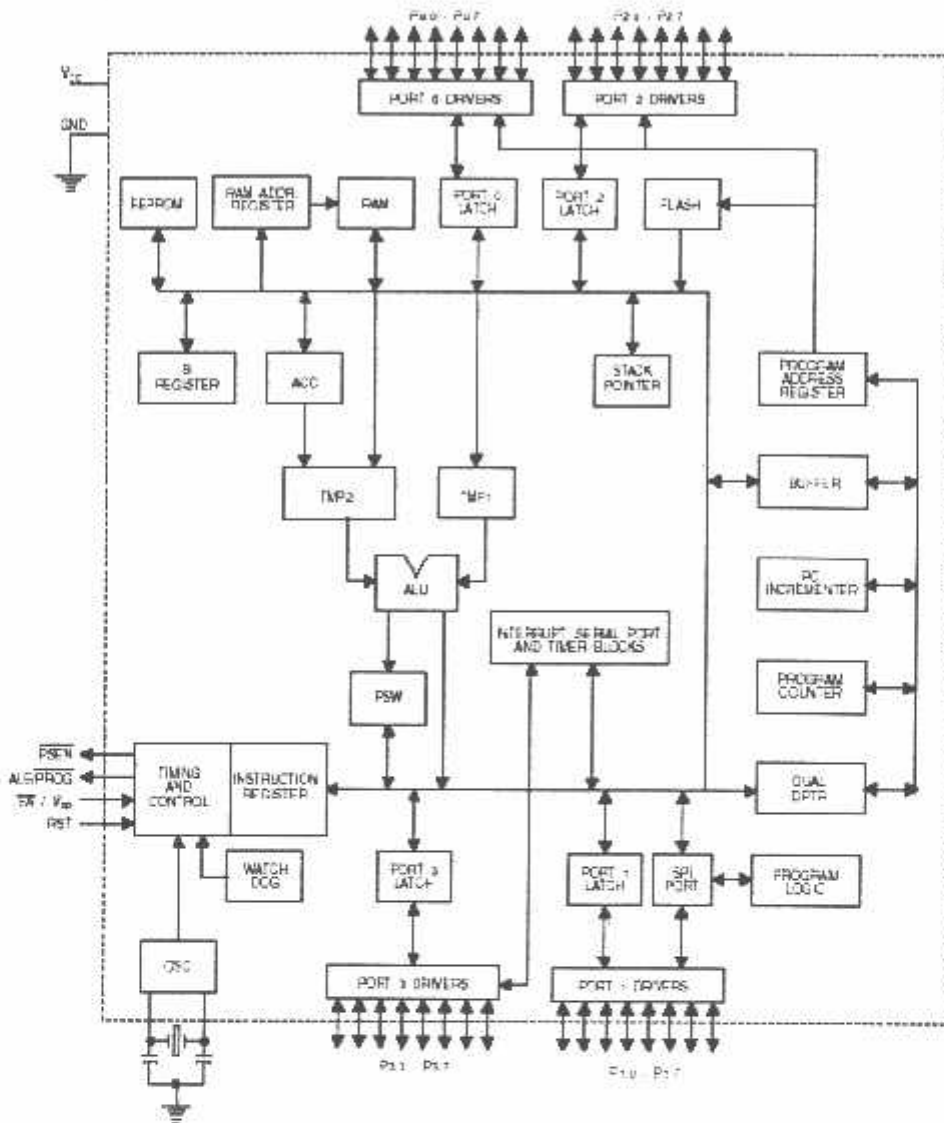 P0.0 - P0.7
P2.0 - P2.7
VCC
GND
PORT 0 DRIVERS
PORT 2 DRIVERS
EEPROM
RAM ADDR.
REGISTER
RAM
PORT 0
LATCH
PORT 2
LATCH
FLASH
B
REGISTER
ACC
STACK
POINTER
PROGRAM
ADDRESS
REGISTER
TMP2
TMP1
BUFFER
ALU
PC
INCREMENTER
INTERRUPT, SERIAL PORT
AND TIMER BLOCKS
PSW
PROGRAM
COUNTER
PSEN
ALE/PROG
EA / VPP
RST
TIMING
AND
CONTROL
INSTRUCTION
REGISTER
DUAL
DPTR
WATCH
DOG
PORT 3
LATCH
PORT 1
LATCH
SPI
PORT
PROGRAM
LOGIC
OSC
PORT 3 DRIVERS
PORT 1 DRIVERS
P3.0 - P3.7
P1.0 - P1.7